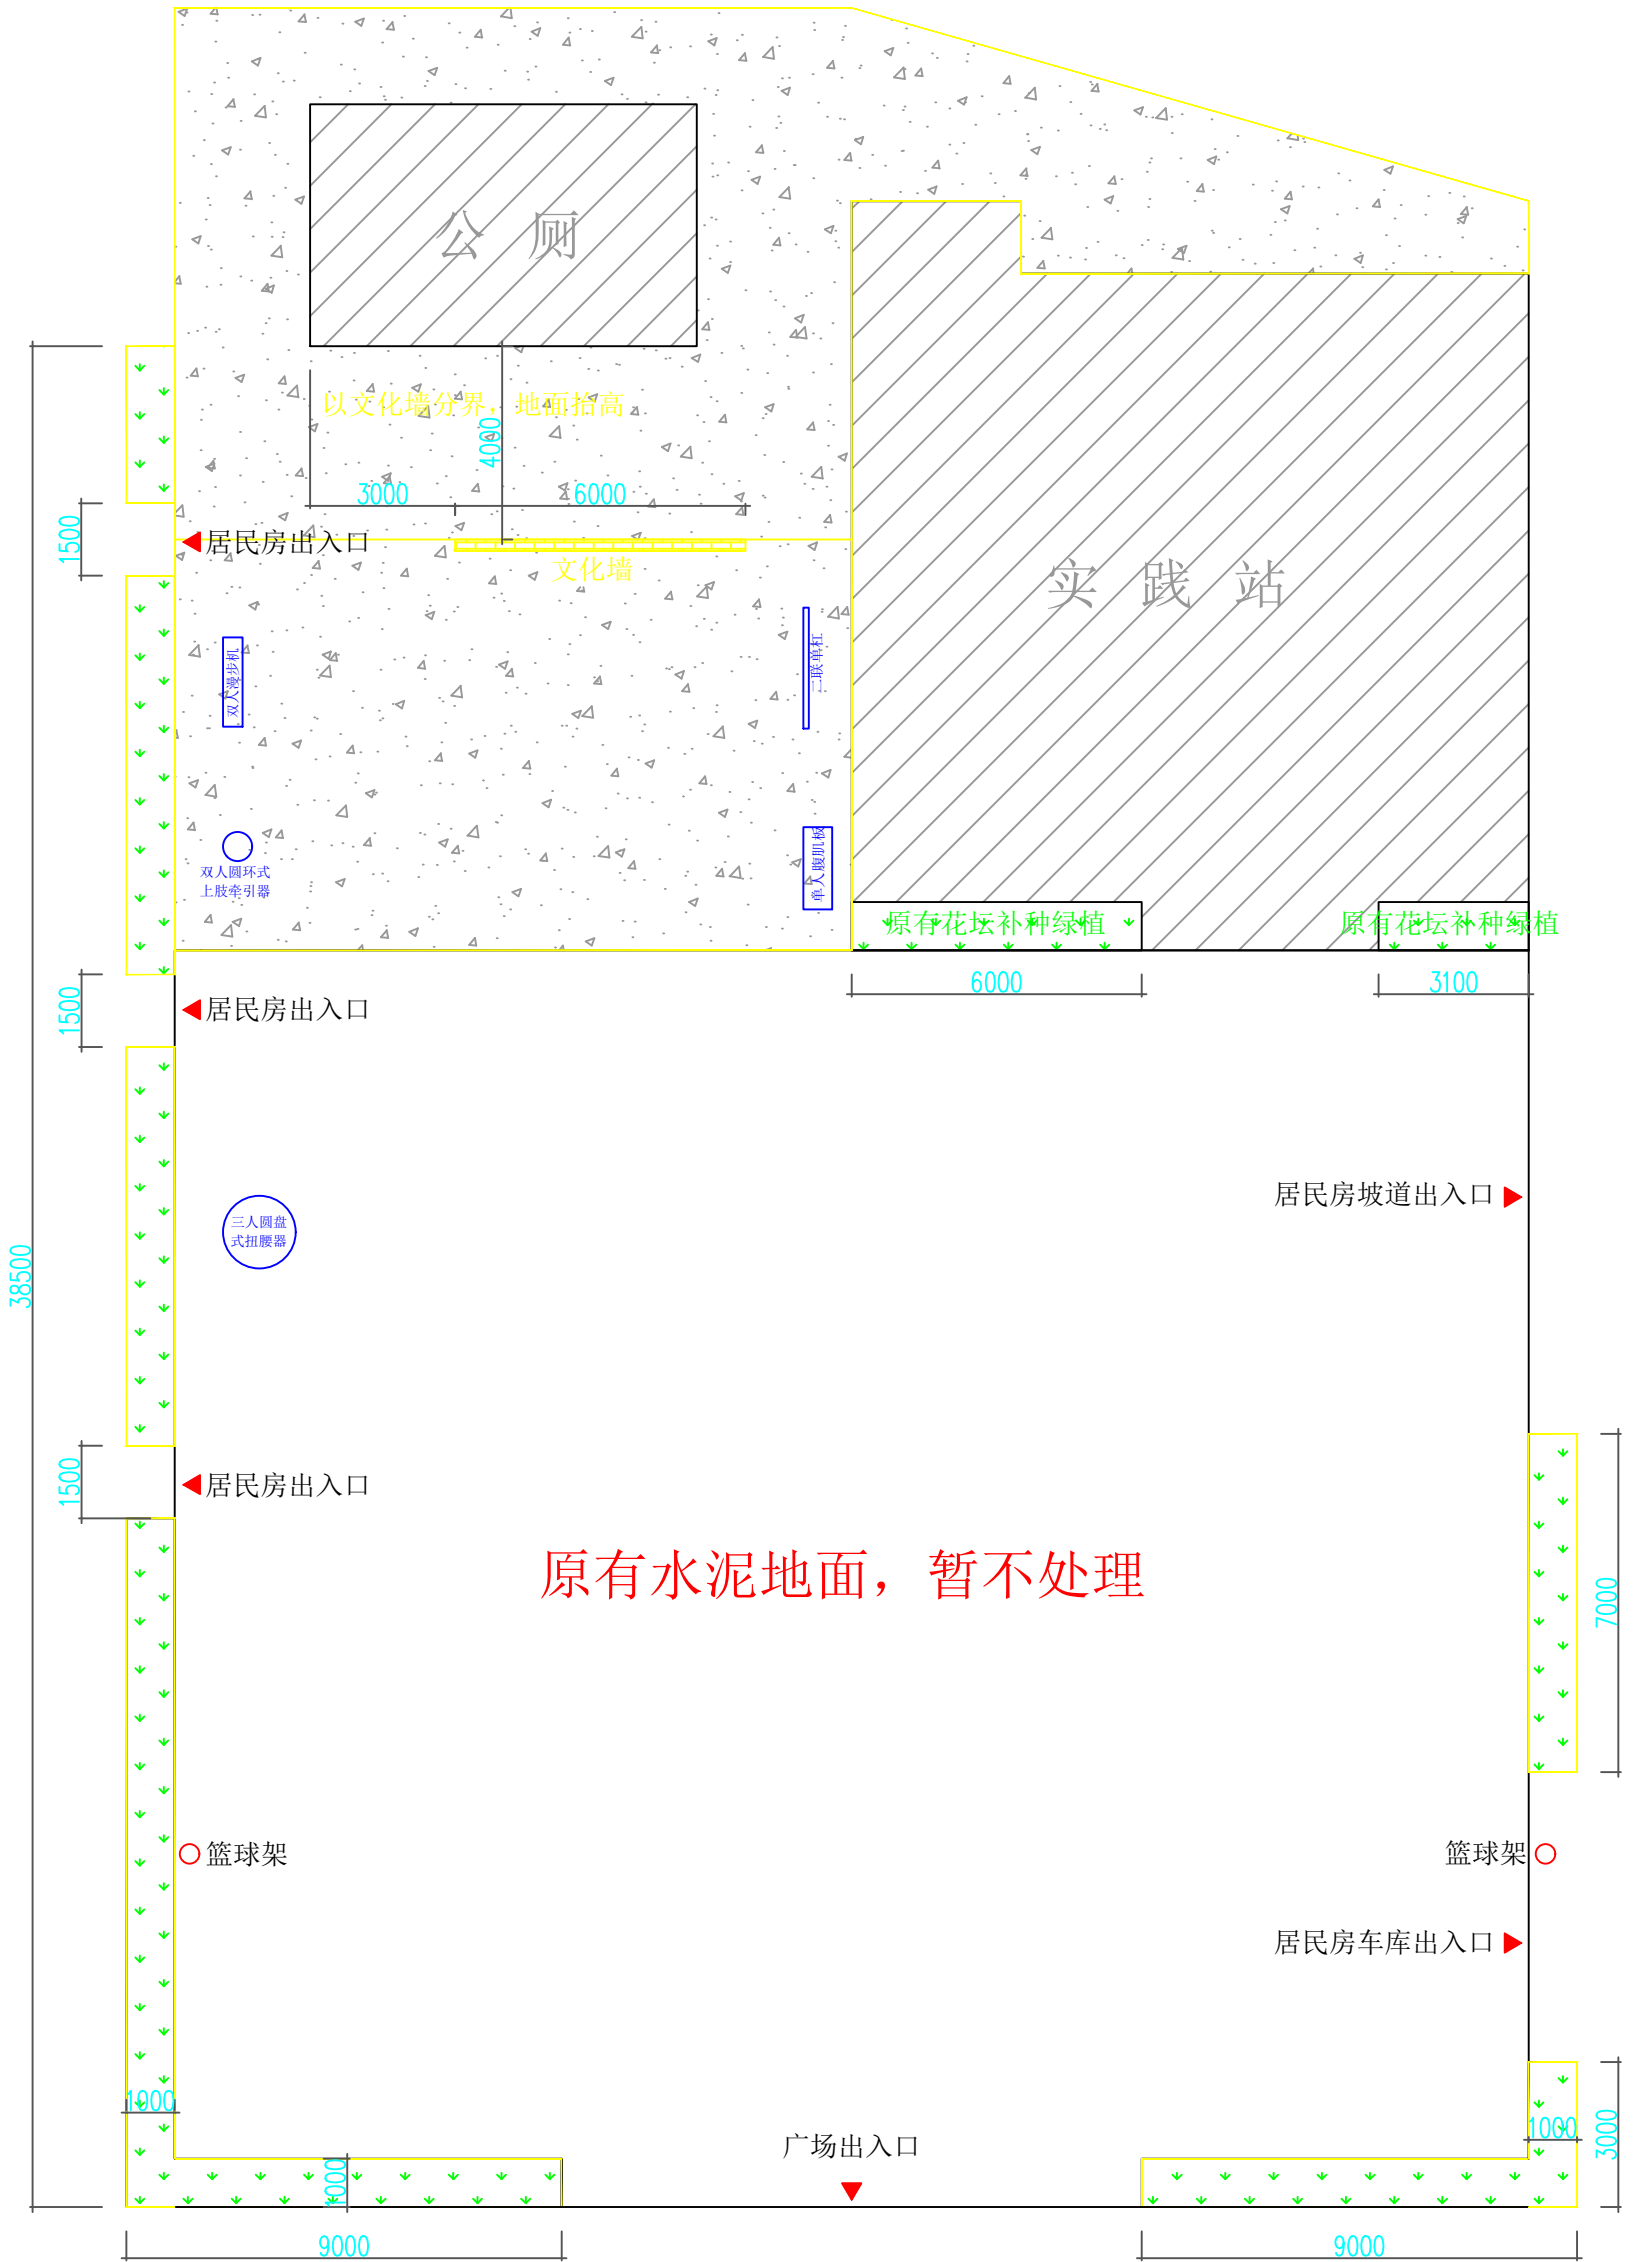 公 厕
以文化墙分界，地面抬高
4000
3000
6000
1500
居民房出入口
文化墙
实 践 站
双人漫步机
二联单杠
双人圆环式
上肢牵引器
单人腹肌板
原有花坛补种绿植
原有花坛补种绿植
6000
3100
1500
居民房出入口
居民房坡道出入口
三人圆盘
式扭腰器
38500
1500
居民房出入口
原有水泥地面，暂不处理
7000
篮球架
篮球架
居民房车库出入口
1000
1000
3000
广场出入口
1000
9000
9000